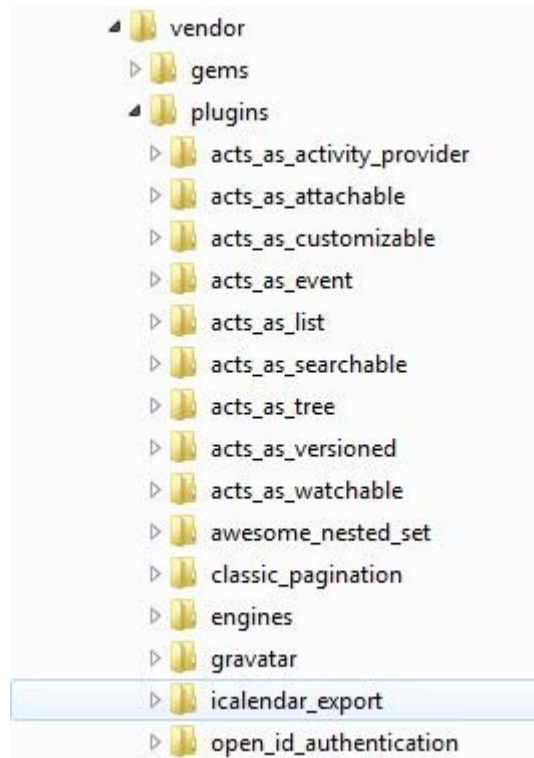 vendor
gems
plugins
acts_as_activity_provider
acts_as_attachable
acts_as_customizable
acts_as_event
acts_as_list
acts_as_searchable
acts_as_tree
acts_as_versioned
acts_as_watchable
awesome_nested_set
classic_pagination
engines
gravatar
icalendar_export
open_id_authentication